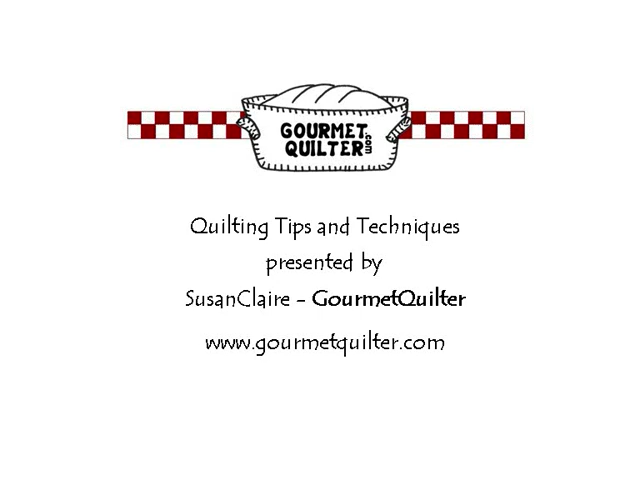 GOURMET
QUILTER.com
Quilting Tips and Techniques
presented by
SusanClaire - GourmetQuilter
www.gourmetquilter.com